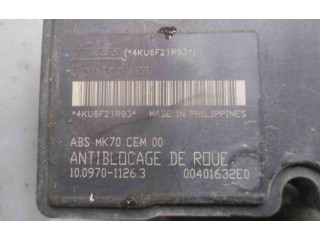 (*4KU6F21R93*)
*4KU6F21R93* MADE IN PHILIPPINES
ABS MK70 CEM 00
ANTIBLOCAGE DE ROUE
10.0970-1126.3 00401632E0